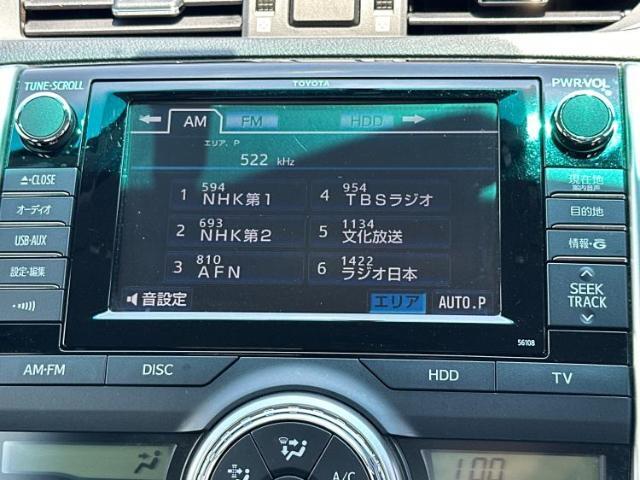 TUNE·SCROLL
TOYOTA
PWR·VOL
AM FM HDD
エリア. P
522 kHz
1 594 NHK第1
4 954 TBSラジオ
2 693 NHK第2
5 1134 文化放送
3 810 AFN
6 1422 ラジオ日本
音設定
エリア AUTO.P
56108
CLOSE
オーディオ
USB·AUX
設定·編集
現在地
案内音声
目的地
情報·G
SEEK
TRACK
AM·FM DISC HDD TV
A/C
1:00